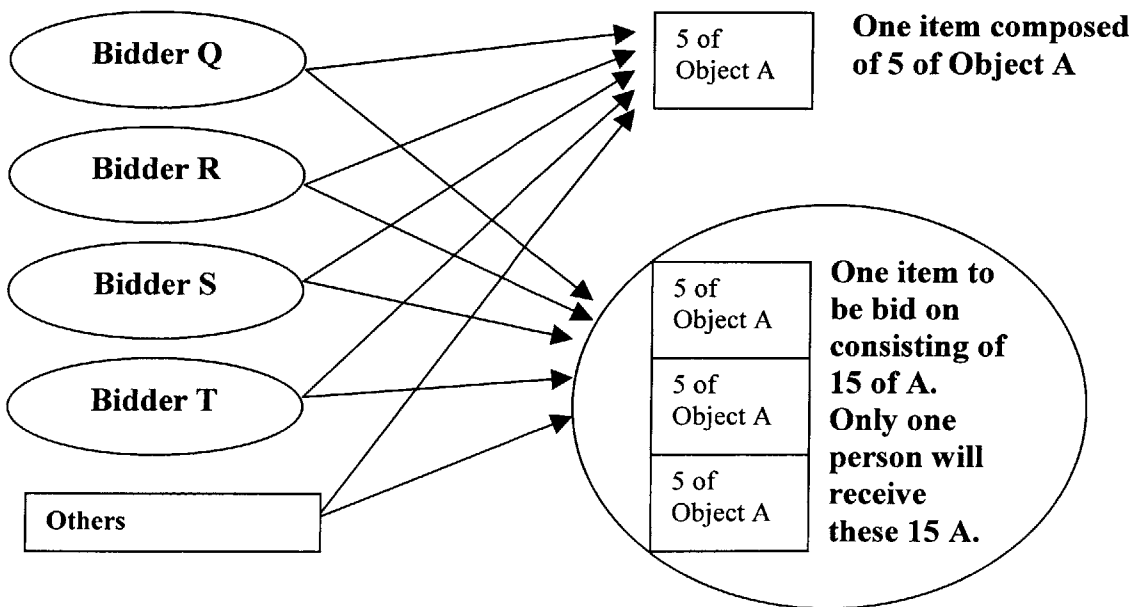 Bidder Q
5 of
Object A
One item composed
of 5 of Object A
Bidder R
Bidder S
Bidder T
Others
5 of
Object A
5 of
Object A
5 of
Object A
One item to
be bid on
consisting of
15 of A.
Only one
person will
receive
these 15 A.